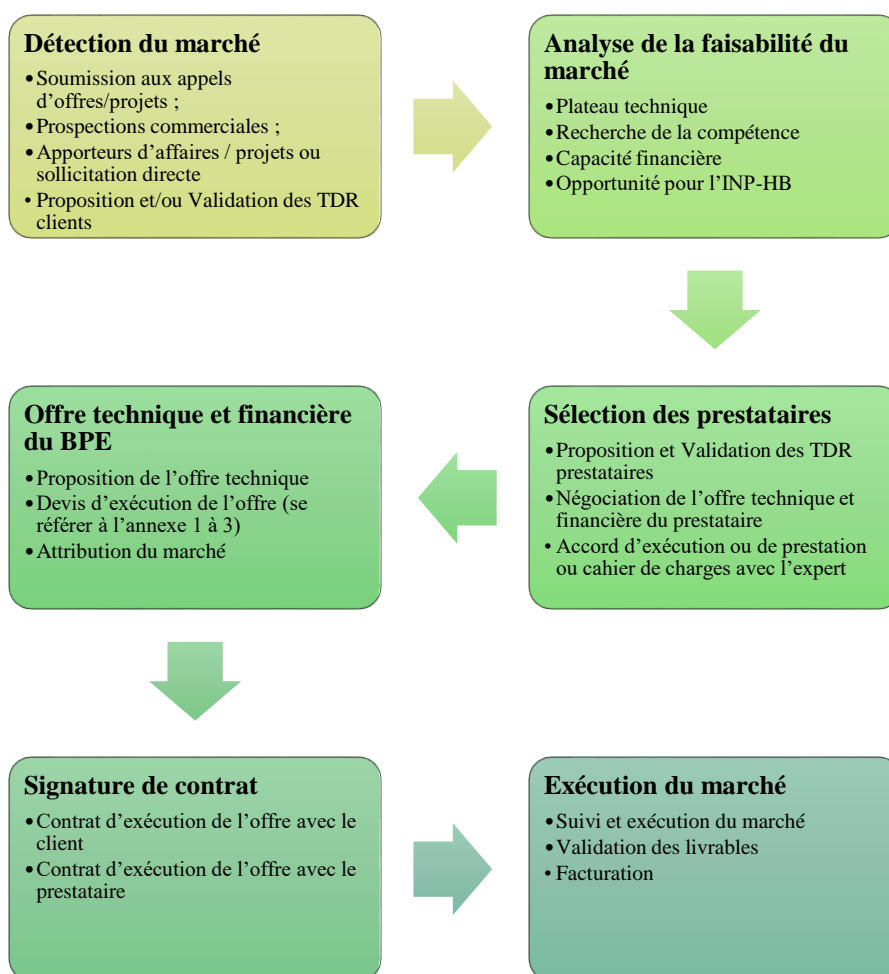 Détection du marché
•Soumission aux appels
d’offres/projets ;
•Prospections commerciales ;
•Apporteurs d’affaires / projets ou
sollicitation directe
• Proposition et/ou Validation des TDR
clients
Analyse de la faisabilité du
marché
•Plateau technique
•Recherche de la compétence
•Capacité financière
•Opportunité pour l’INP-HB
Sélection des prestataires
•Proposition et Validation des TDR
prestataires
•Négociation de l’offre technique et
financière du prestataire
• Accord d’exécution ou de prestation
ou cahier de charges avec l’expert
Offre technique et financière
du BPE
•Proposition de l’offre technique
•Devis d’exécution de l’offre (se
référer à l’annexe 1 à 3)
•Attribution du marché
Signature de contrat
•Contrat d’exécution de l’offre avec le
client
•Contrat d’exécution de l’offre avec le
prestataire
Exécution du marché
•Suivi et exécution du marché
•Validation des livrables
• Facturation